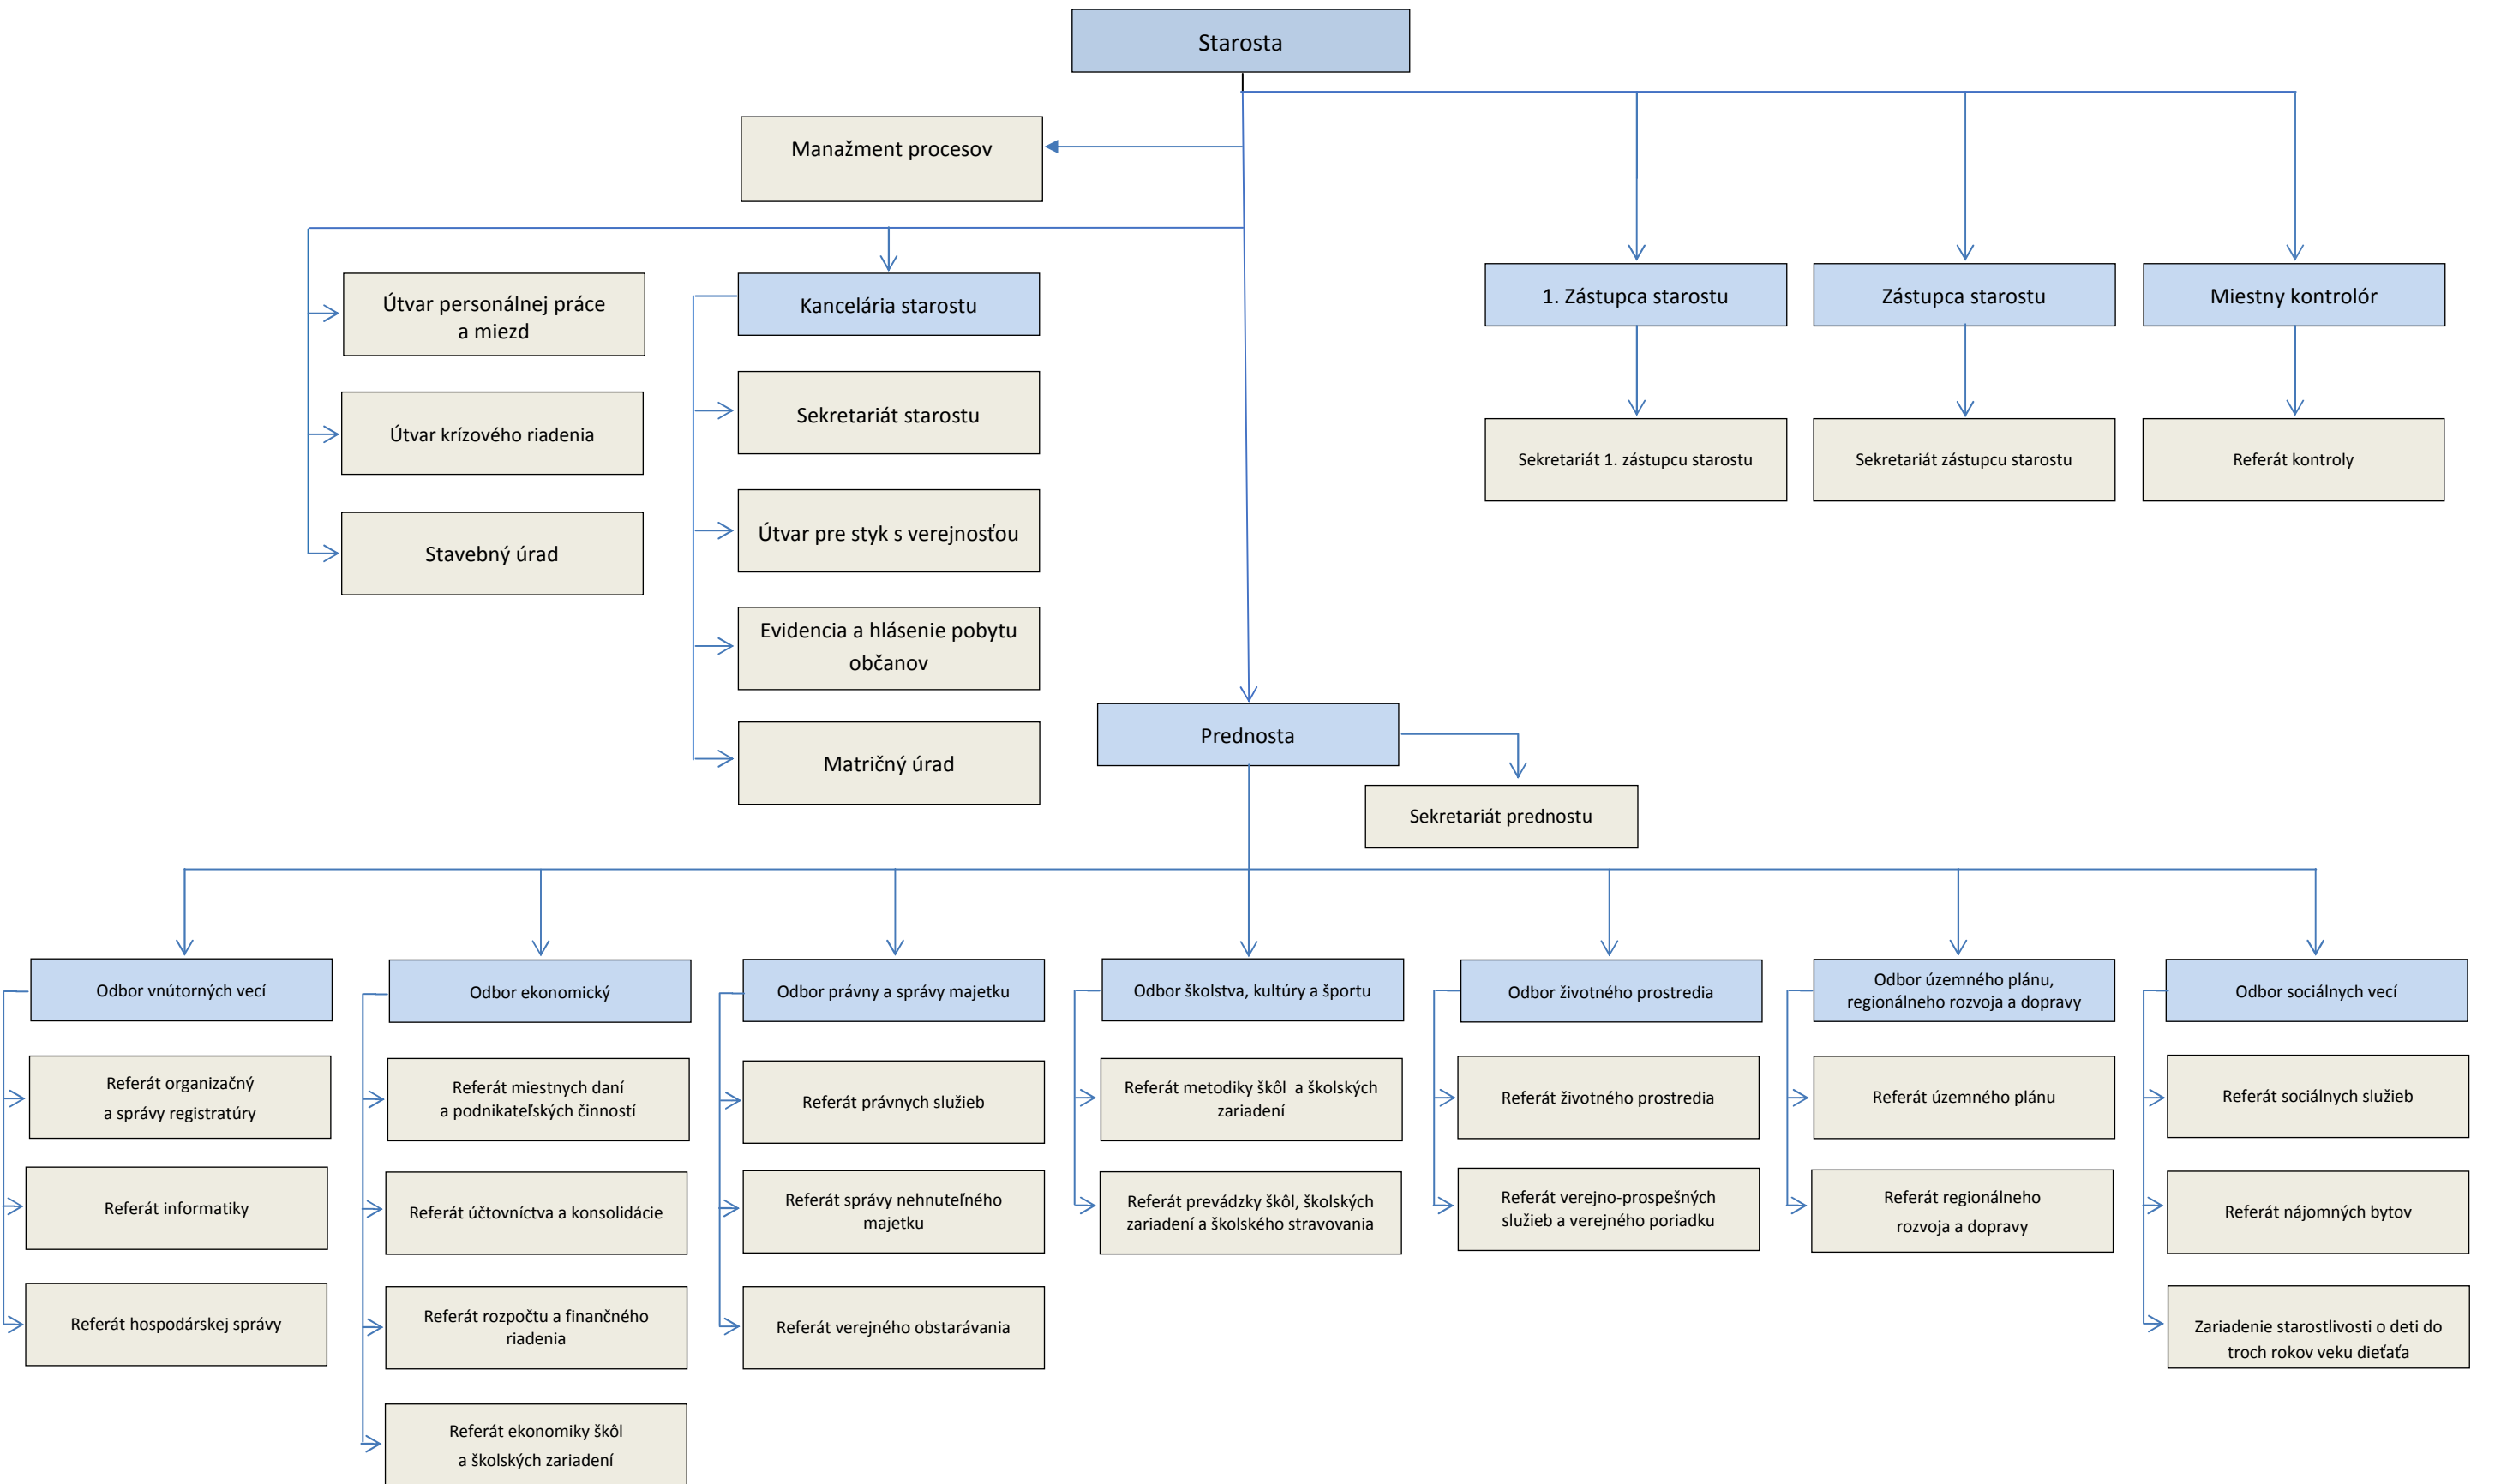 Starosta
Manažment procesov
Útvar personálnej práce
a miezd
Kancelária starostu
1. Zástupca starostu
Zástupca starostu
Miestny kontrolór
Útvar krízového riadenia
Sekretariát starostu
Sekretariát 1. zástupcu starostu
Sekretariát zástupcu starostu
Referát kontroly
Stavebný úrad
Útvar pre styk s verejnosťou
Evidencia a hlásenie pobytu
občanov
Matričný úrad
Prednosta
Sekretariát prednostu
Odbor vnútorných vecí
Odbor ekonomický
Odbor právny a správy majetku
Odbor školstva, kultúry a športu
Odbor životného prostredia
Odbor územného plánu,
regionálneho rozvoja a dopravy
Odbor sociálnych vecí
Referát organizačný
a správy registratúry
Referát miestnych daní
a podnikateľských činností
Referát právnych služieb
Referát metodiky škôl  a školských
zariadení
Referát životného prostredia
Referát územného plánu
Referát sociálnych služieb
Referát informatiky
Referát účtovníctva a konsolidácie
Referát správy nehnuteľného
majetku
Referát prevádzky škôl, školských
zariadení a školského stravovania
Referát verejno-prospešných
služieb a verejného poriadku
Referát regionálneho
rozvoja a dopravy
Referát nájomných bytov
Referát hospodárskej správy
Referát rozpočtu a finančného
riadenia
Referát verejného obstarávania
Zariadenie starostlivosti o deti do
troch rokov veku dieťaťa
Referát ekonomiky škôl
a školských zariadení